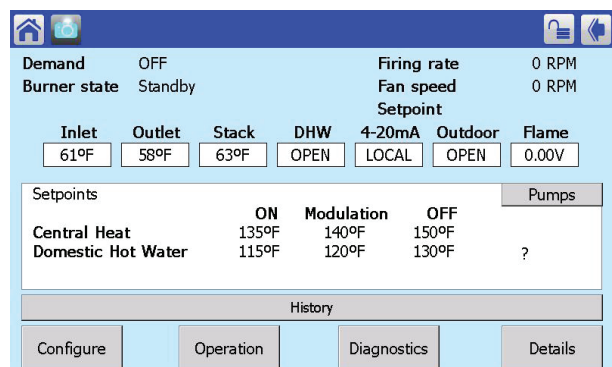 Demand OFF Firing rate 0 RPM
Burner state Standby Fan speed 0 RPM
Setpoint
Inlet Outlet Stack DHW 4-20mA Outdoor Flame
61ºF 58ºF 63ºF OPEN LOCAL OPEN 0.00V
Setpoints Pumps
ON Modulation OFF
Central Heat 135ºF 140ºF 150ºF
Domestic Hot Water 115ºF 120ºF 130ºF ?
History
Configure Operation Diagnostics Details